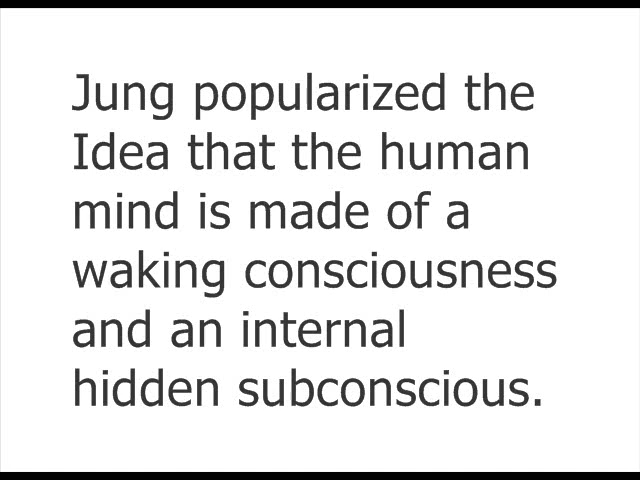 Jung popularized the
Idea that the human
mind is made of a
waking consciousness
and an internal
hidden subconscious.